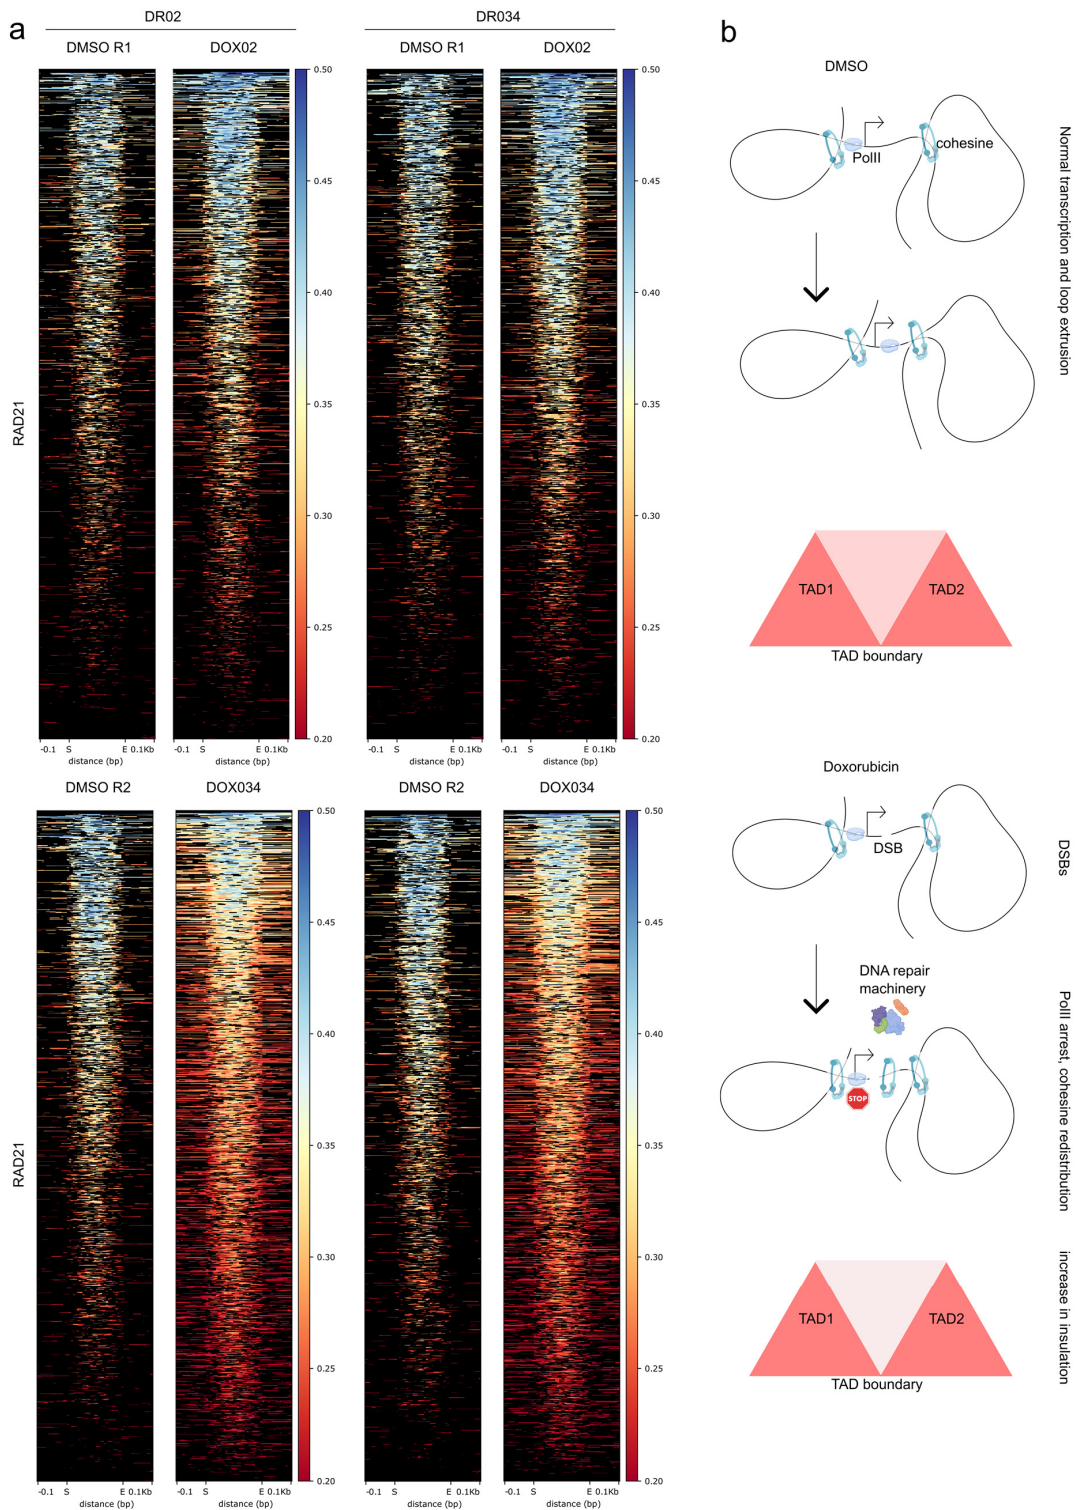 a
DR02
DR034
DMSO R1
DOX02
DMSO R1
DOX02
RAD21
0.50
0.45
0.40
0.35
0.30
0.25
0.20
0.50
0.45
0.40
0.35
0.30
0.25
0.20
-0.1 S E 0.1Kb
distance (bp)
-0.1 S E 0.1Kb
distance (bp)
-0.1 S E 0.1Kb
distance (bp)
-0.1 S E 0.1Kb
distance (bp)
DMSO R2
DOX034
DMSO R2
DOX034
RAD21
0.50
0.45
0.40
0.35
0.30
0.25
0.20
0.50
0.45
0.40
0.35
0.30
0.25
0.20
-0.1 S E 0.1Kb
distance (bp)
-0.1 S E 0.1Kb
distance (bp)
-0.1 S E 0.1Kb
distance (bp)
-0.1 S E 0.1Kb
distance (bp)
b
DMSO
PolII
cohesine
Normal transcription and loop extrusion
TAD1
TAD2
TAD boundary
Doxorubicin
DSB
DSBs
DNA repair
machinery
STOP
PolII arrest, cohesine redistribution
TAD1
TAD2
TAD boundary
increase in insulation